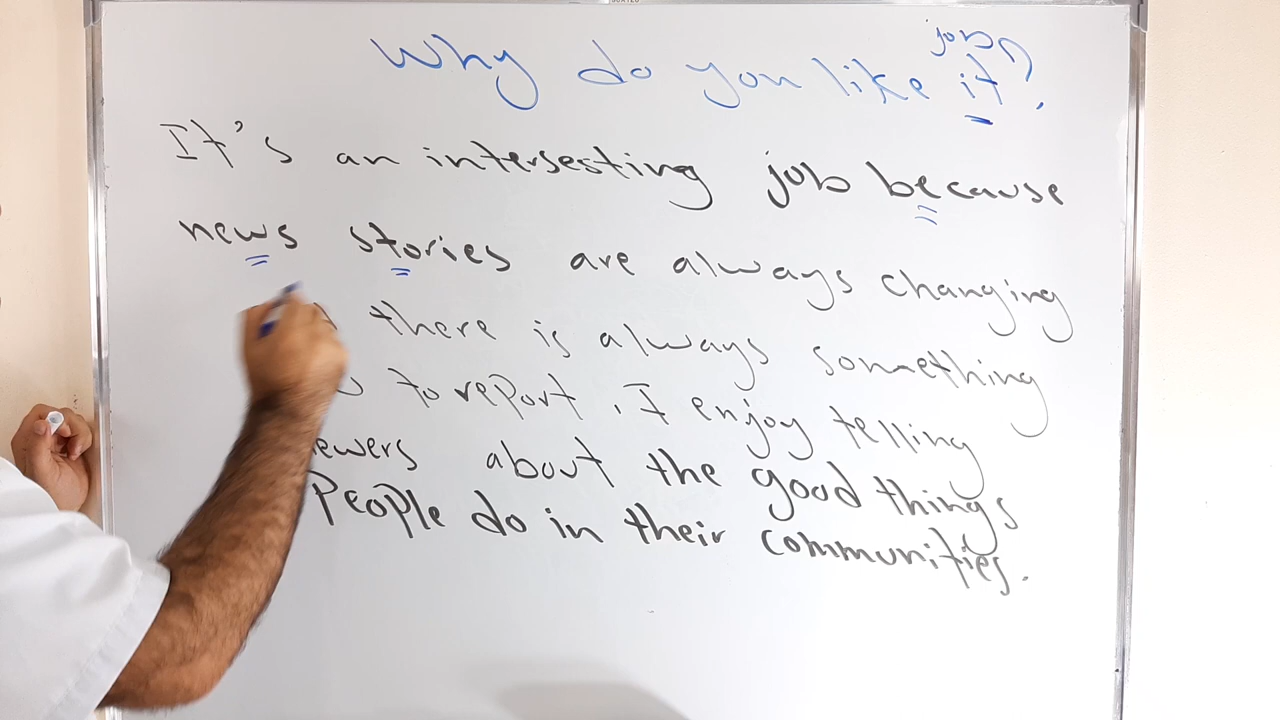 job
Why do you like it?
It's an intersesting job because
news stories are always changing
there is always something
to report. I enjoy telling
ewers about the good things
People do in their communities.